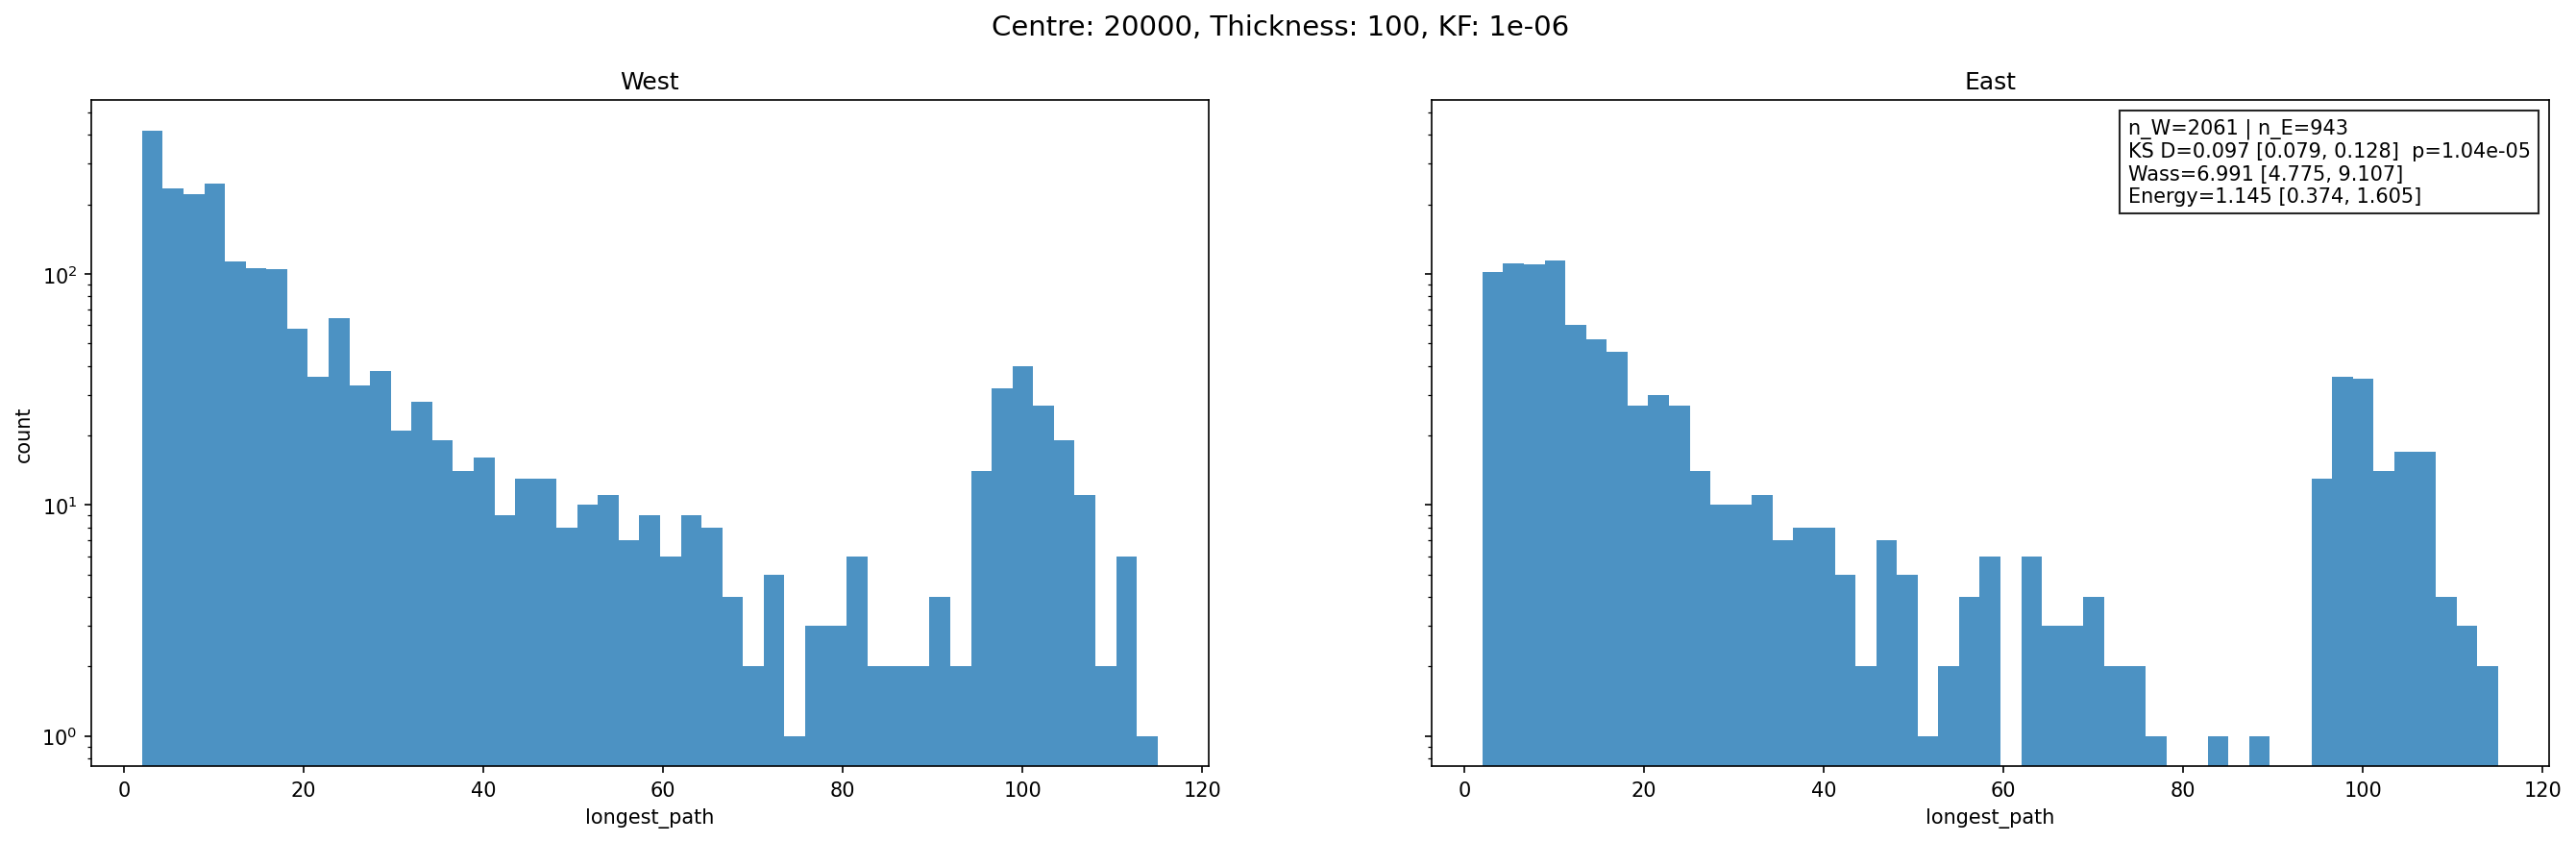 Centre: 20000, Thickness: 100, KF: 1e-06
West
East
n_W=2061 | n_E=943
KS D=0.097 [0.079, 0.128]  p=1.04e-05
Wass=6.991 [4.775, 9.107]
Energy=1.145 [0.374, 1.605]
10²
10¹
10⁰
count
0 20 40 60 80 100 120
longest_path
0 20 40 60 80 100 120
longest_path